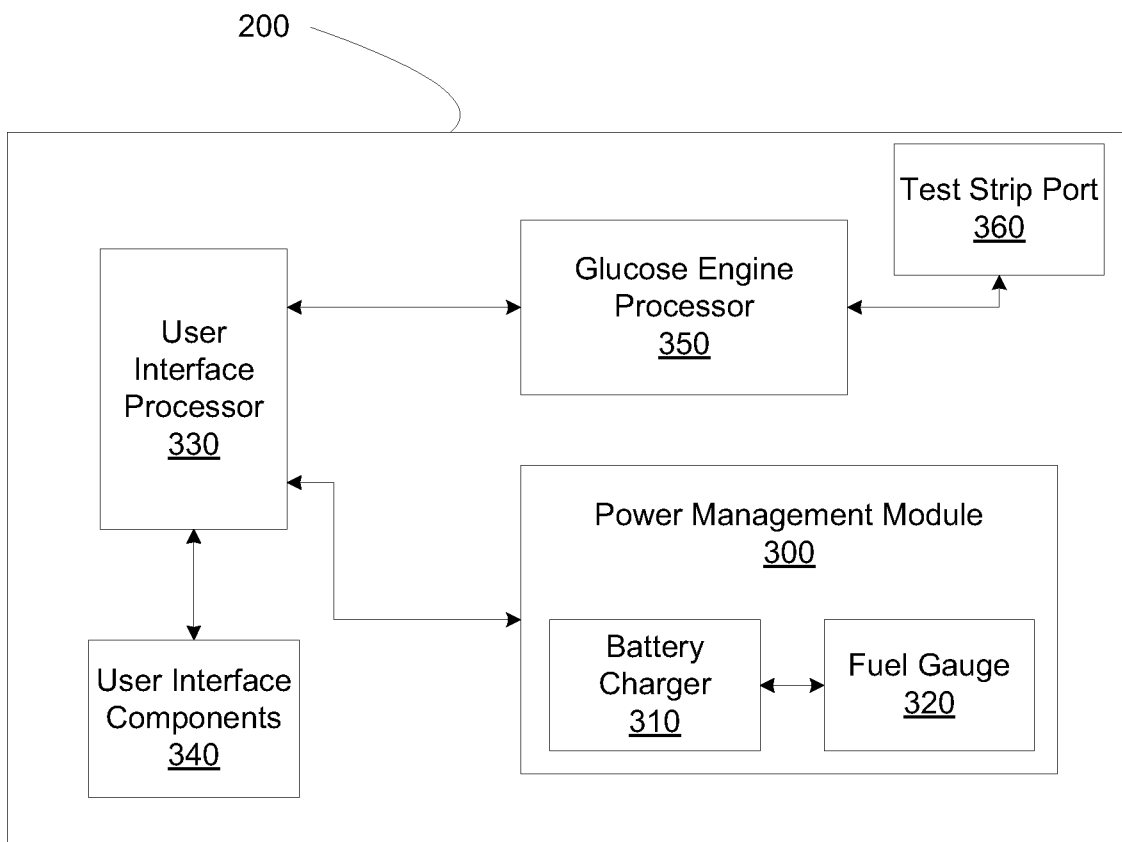 200
Test Strip Port
360
Glucose Engine
Processor
350
User
Interface
Processor
330
Power Management Module
300
Battery
Charger
310
Fuel Gauge
320
User Interface
Components
340